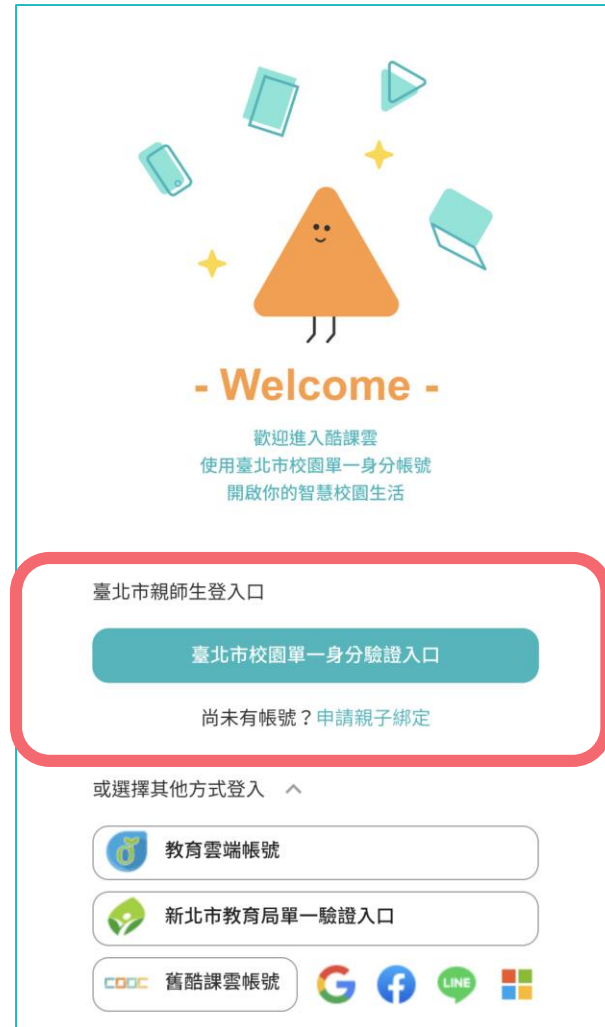 - Welcome -
歡迎進入酷課雲
使用臺北市校園單一身分帳號
開啟你的智慧校園生活
臺北市親師生登入口
臺北市校園單一身分驗證入口
尚未有帳號？申請親子綁定
或選擇其他方式登入
教育雲端帳號
新北市教育局單一驗證入口
COOC 舊酷課雲帳號 LINE